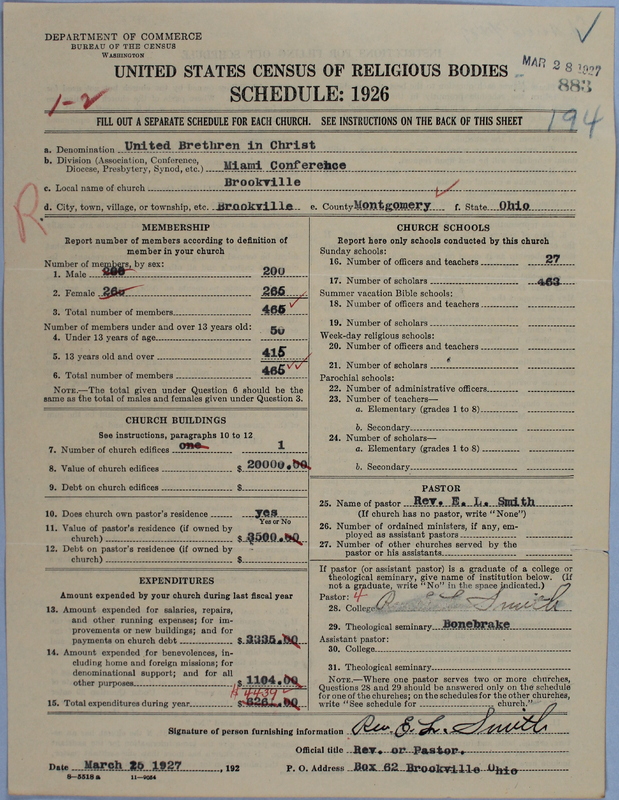 DEPARTMENT OF COMMERCE
BUREAU OF THE CENSUS
WASHINGTON
MAR 28 1927
883
UNITED STATES CENSUS OF RELIGIOUS BODIES
SCHEDULE: 1926
1-2
194
FILL OUT A SEPARATE SCHEDULE FOR EACH CHURCH. SEE INSTRUCTIONS ON THE BACK OF THIS SHEET
a. Denomination United Brethren in Christ
b. Division (Association, Conference, Diocese, Presbytery, Synod, etc.) Miami Conference
c. Local name of church Brookville
d. City, town, village, or township, etc. Brookville e. County Montgomery f. State Ohio
R
MEMBERSHIP
Report number of members according to definition of
member in your church
Number of members, by sex:
1. Male 200 200
2. Female 265 265
3. Total number of members 465
Number of members under and over 13 years old:
4. Under 13 years of age 50
5. 13 years old and over 415
6. Total number of members 465
NOTE.—The total given under Question 6 should be
same as the total of males and females given under Question 3.
CHURCH BUILDINGS
See instructions, paragraphs 10 to 12
7. Number of church edifices one 1
8. Value of church edifices $ 20000.00
9. Debt on church edifices $
10. Does church own pastor's residence yes
Yes or No
11. Value of pastor's residence (if owned by
church) $ 3500.00
12. Debt on pastor's residence (if owned by
church) $
EXPENDITURES
Amount expended by your church during last fiscal year
13. Amount expended for salaries, repairs,
and other running expenses; for im-
provements or new buildings; and for
payments on church debt $ 3335.00
14. Amount expended for benevolences, in-
cluding home and foreign missions; for
denominational support; and for all
other purposes $ 1104.00
$ 4439
15. Total expenditures during year $
CHURCH SCHOOLS
Report here only schools conducted by this church
Sunday schools:
16. Number of officers and teachers 27
17. Number of scholars 463
Summer vacation Bible schools:
18. Number of officers and teachers
19. Number of scholars
Week-day religious schools:
20. Number of officers and teachers
21. Number of scholars
Parochial schools:
22. Number of administrative officers
23. Number of teachers—
a. Elementary (grades 1 to 8)
b. Secondary
24. Number of scholars—
a. Elementary (grades 1 to 8)
b. Secondary
PASTOR
25. Name of pastor Rev. E. L. Smith
(If church has no pastor, write "None")
26. Number of ordained ministers, if any, em-
ployed as assistant pastors
27. Number of other churches served by the
pastor or his assistants
If pastor (or assistant pastor) is a graduate of a college or
theological seminary, give name of institution below. (If
not a graduate, write "No" in the space indicated.)
Pastor: 4
28. College Rev E L Smith
29. Theological seminary Bonebrake
Assistant pastor:
30. College
31. Theological seminary
NOTE.—Where one pastor serves two or more churches,
Questions 28 and 29 should be answered only on the schedule
for one of the churches; on the schedules for the other churches,
write "See schedule for church."
Signature of person furnishing information Rev. E. L. Smith
Official title Rev. or Pastor.
Date March 25 1927, 192 P. O. Address Box 62 Brookville Ohio
8—5518a 11—9064